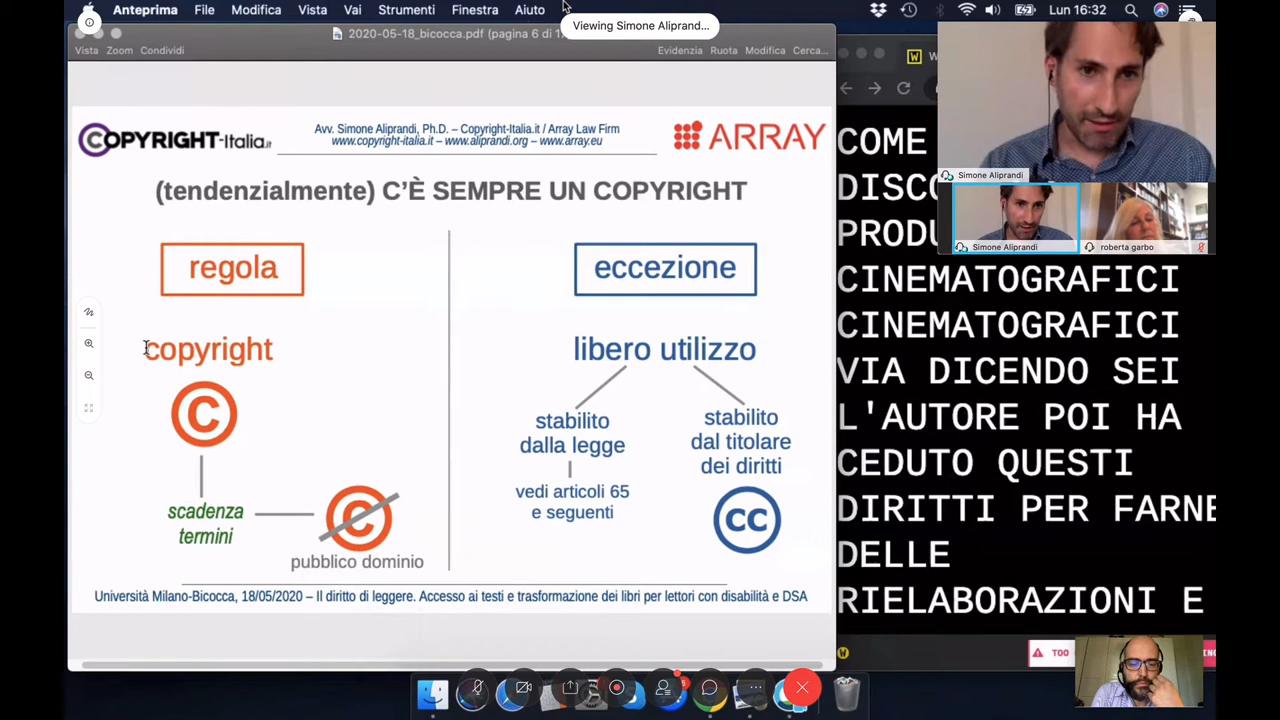 Anteprima File Modifica Vista Vai Strumenti Finestra Aiuto
Lun 16:32
Viewing Simone Aliprand...
2020-05-18_bicocca.pdf (pagina 6 di 1
Vista Zoom Condividi
Evidenzia Ruota Modifica Cerca...
COPYRIGHT-Italia.it
Avv. Simone Aliprandi, Ph.D. – Copyright-Italia.it / Array Law Firm
www.copyright-italia.it – www.aliprandi.org – www.array.eu
ARRAY
(tendenzialmente) C'È SEMPRE UN COPYRIGHT
regola
copyright
C
scadenza
termini
C
pubblico dominio
eccezione
libero utilizzo
stabilito
dalla legge
vedi articoli 65
e seguenti
stabilito
dal titolare
dei diritti
CC
Università Milano-Bicocca, 18/05/2020 – Il diritto di leggere. Accesso ai testi e trasformazione dei libri per lettori con disabilità e DSA
W
Simone Aliprandi
Simone Aliprandi
roberta garbo
COME
DISCO
PRODU
CINEMATOGRAFICI
CINEMATOGRAFICI
VIA DICENDO SEI
L'AUTORE POI HA
CEDUTO QUESTI
DIRITTI PER FARNE
DELLE
RIELABORAZIONI E
W
TOO